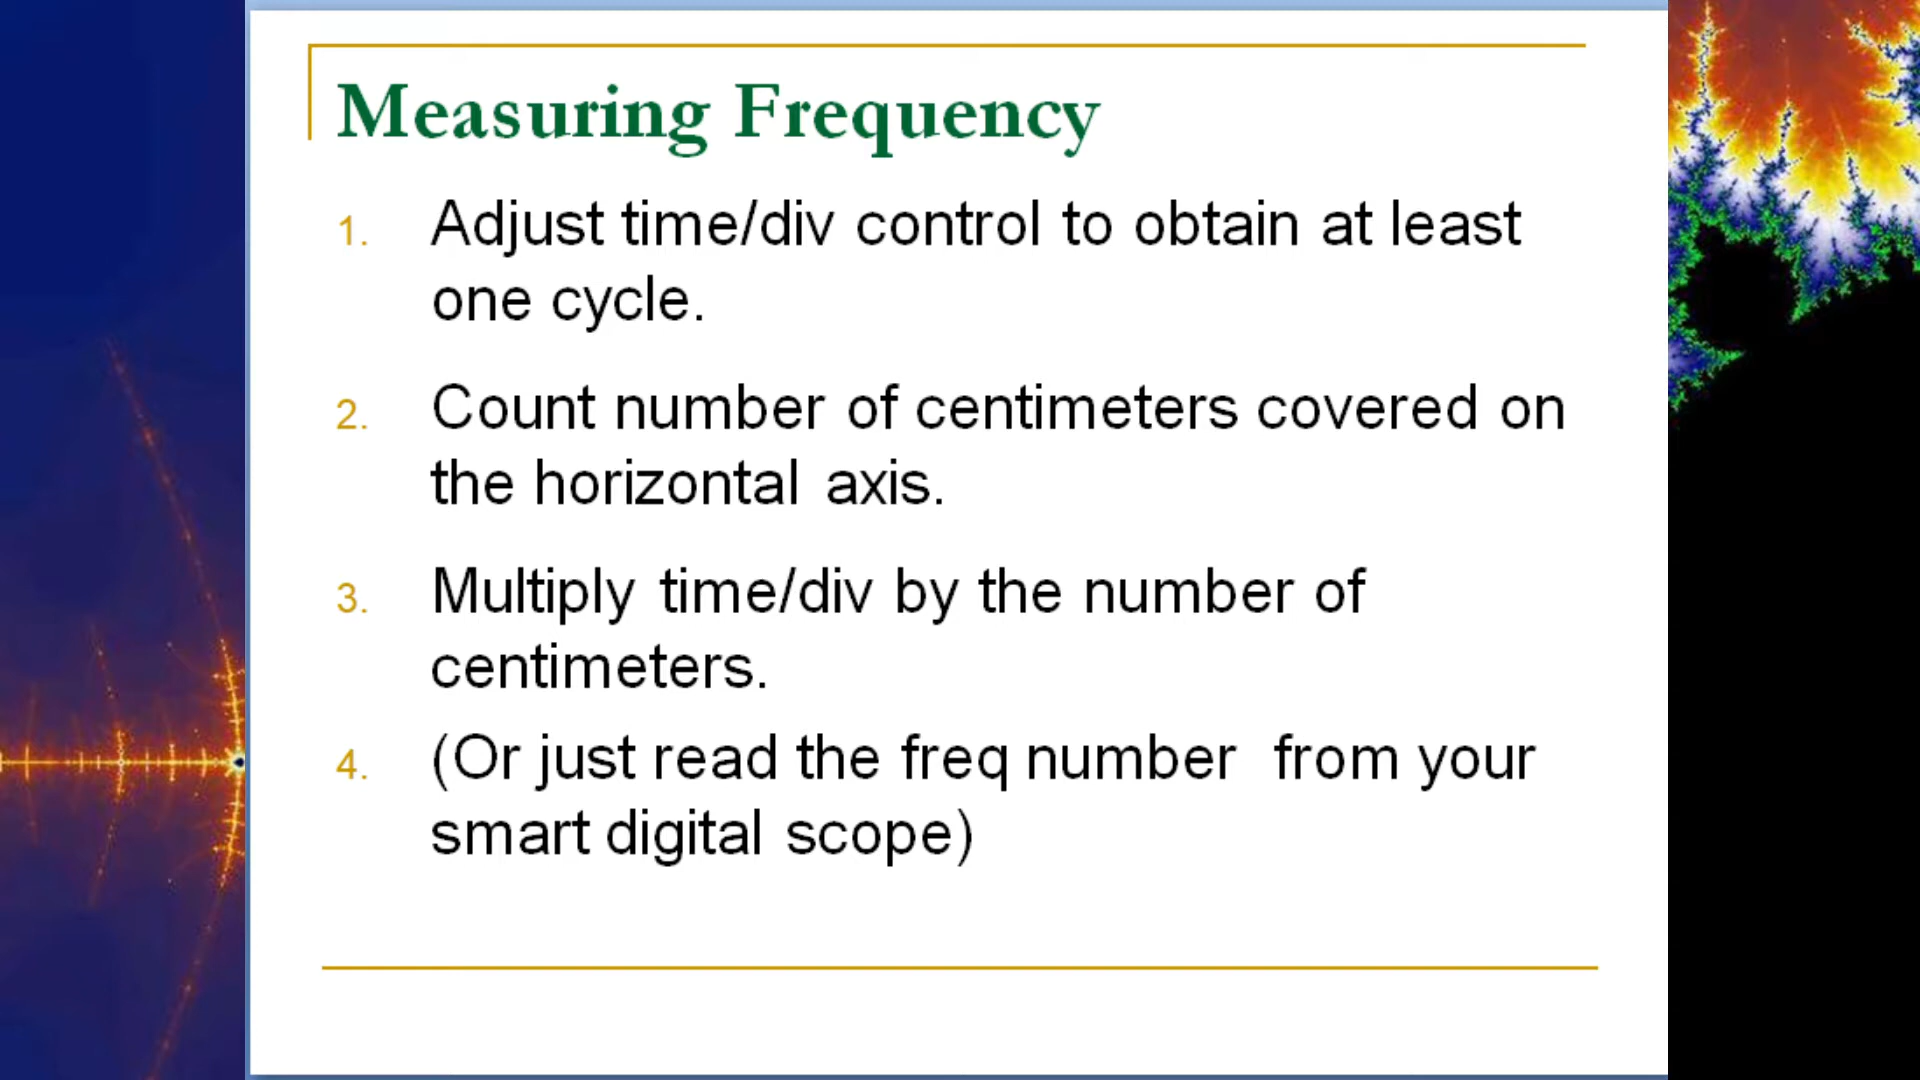 Measuring Frequency
1. Adjust time/div control to obtain at least
one cycle.
2. Count number of centimeters covered on
the horizontal axis.
3. Multiply time/div by the number of
centimeters.
4. (Or just read the freq number from your
smart digital scope)